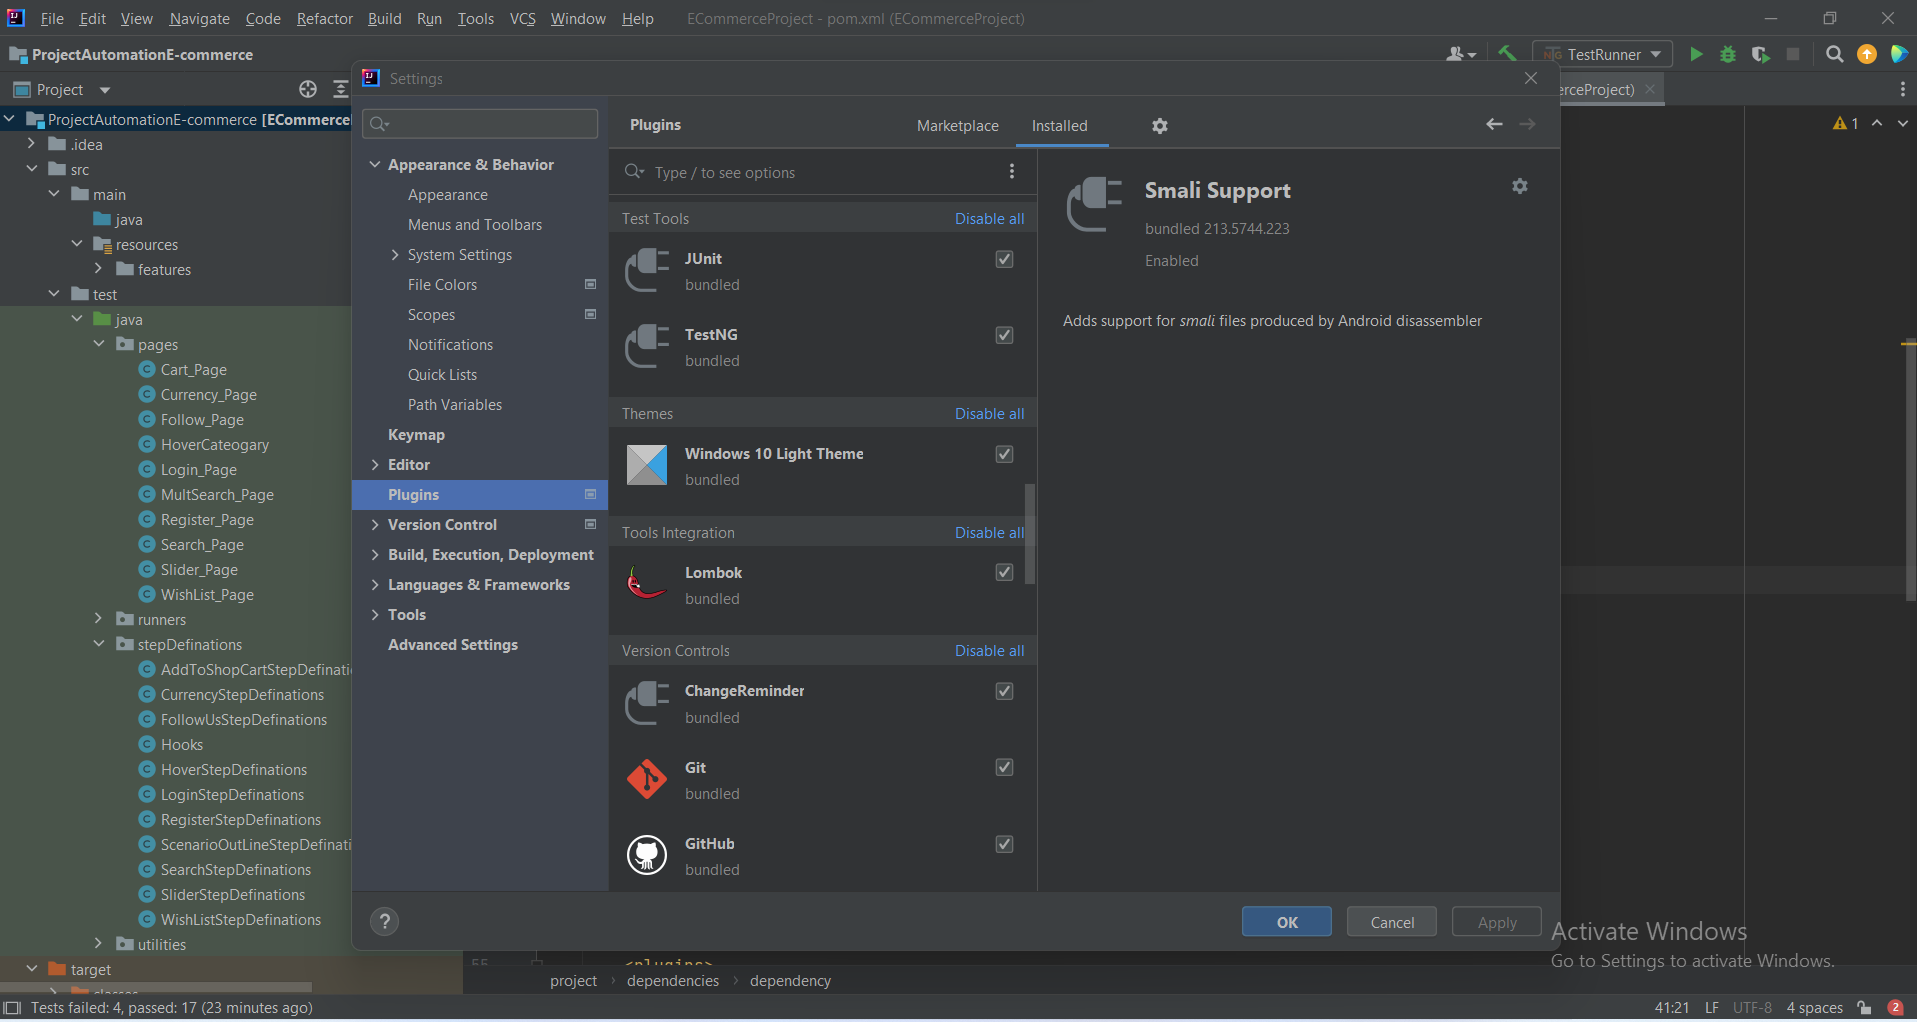 File Edit View Navigate Code Refactor Build Run Tools VCS Window Help ECommerceProject - pom.xml (ECommerceProject)
ProjectAutomationE-commerce
TestRunner
Project
erceProject)
ProjectAutomationE-commerce [ECommerce
.idea
src
main
java
resources
features
test
java
pages
Cart_Page
Currency_Page
Follow_Page
HoverCateogary
Login_Page
MultSearch_Page
Register_Page
Search_Page
Slider_Page
WishList_Page
runners
stepDefinations
AddToShopCartStepDefinati
CurrencyStepDefinations
FollowUsStepDefinations
Hooks
HoverStepDefinations
LoginStepDefinations
RegisterStepDefinations
ScenarioOutLineStepDefinati
SearchStepDefinations
SliderStepDefinations
WishListStepDefinations
utilities
target
classes
Settings
Appearance & Behavior
Appearance
Menus and Toolbars
System Settings
File Colors
Scopes
Notifications
Quick Lists
Path Variables
Keymap
Editor
Plugins
Version Control
Build, Execution, Deployment
Languages & Frameworks
Tools
Advanced Settings
Plugins Marketplace Installed
Type / to see options
Test Tools Disable all
JUnit
bundled
TestNG
bundled
Themes Disable all
Windows 10 Light Theme
bundled
Tools Integration Disable all
Lombok
bundled
Version Controls Disable all
ChangeReminder
bundled
Git
bundled
GitHub
bundled
Smali Support
bundled 213.5744.223
Enabled
Adds support for smali files produced by Android disassembler
? OK Cancel Apply
1
55 <plugins>
project > dependencies > dependency
Activate Windows
Go to Settings to activate Windows.
Tests failed: 4, passed: 17 (23 minutes ago)
41:21 LF UTF-8 4 spaces 2